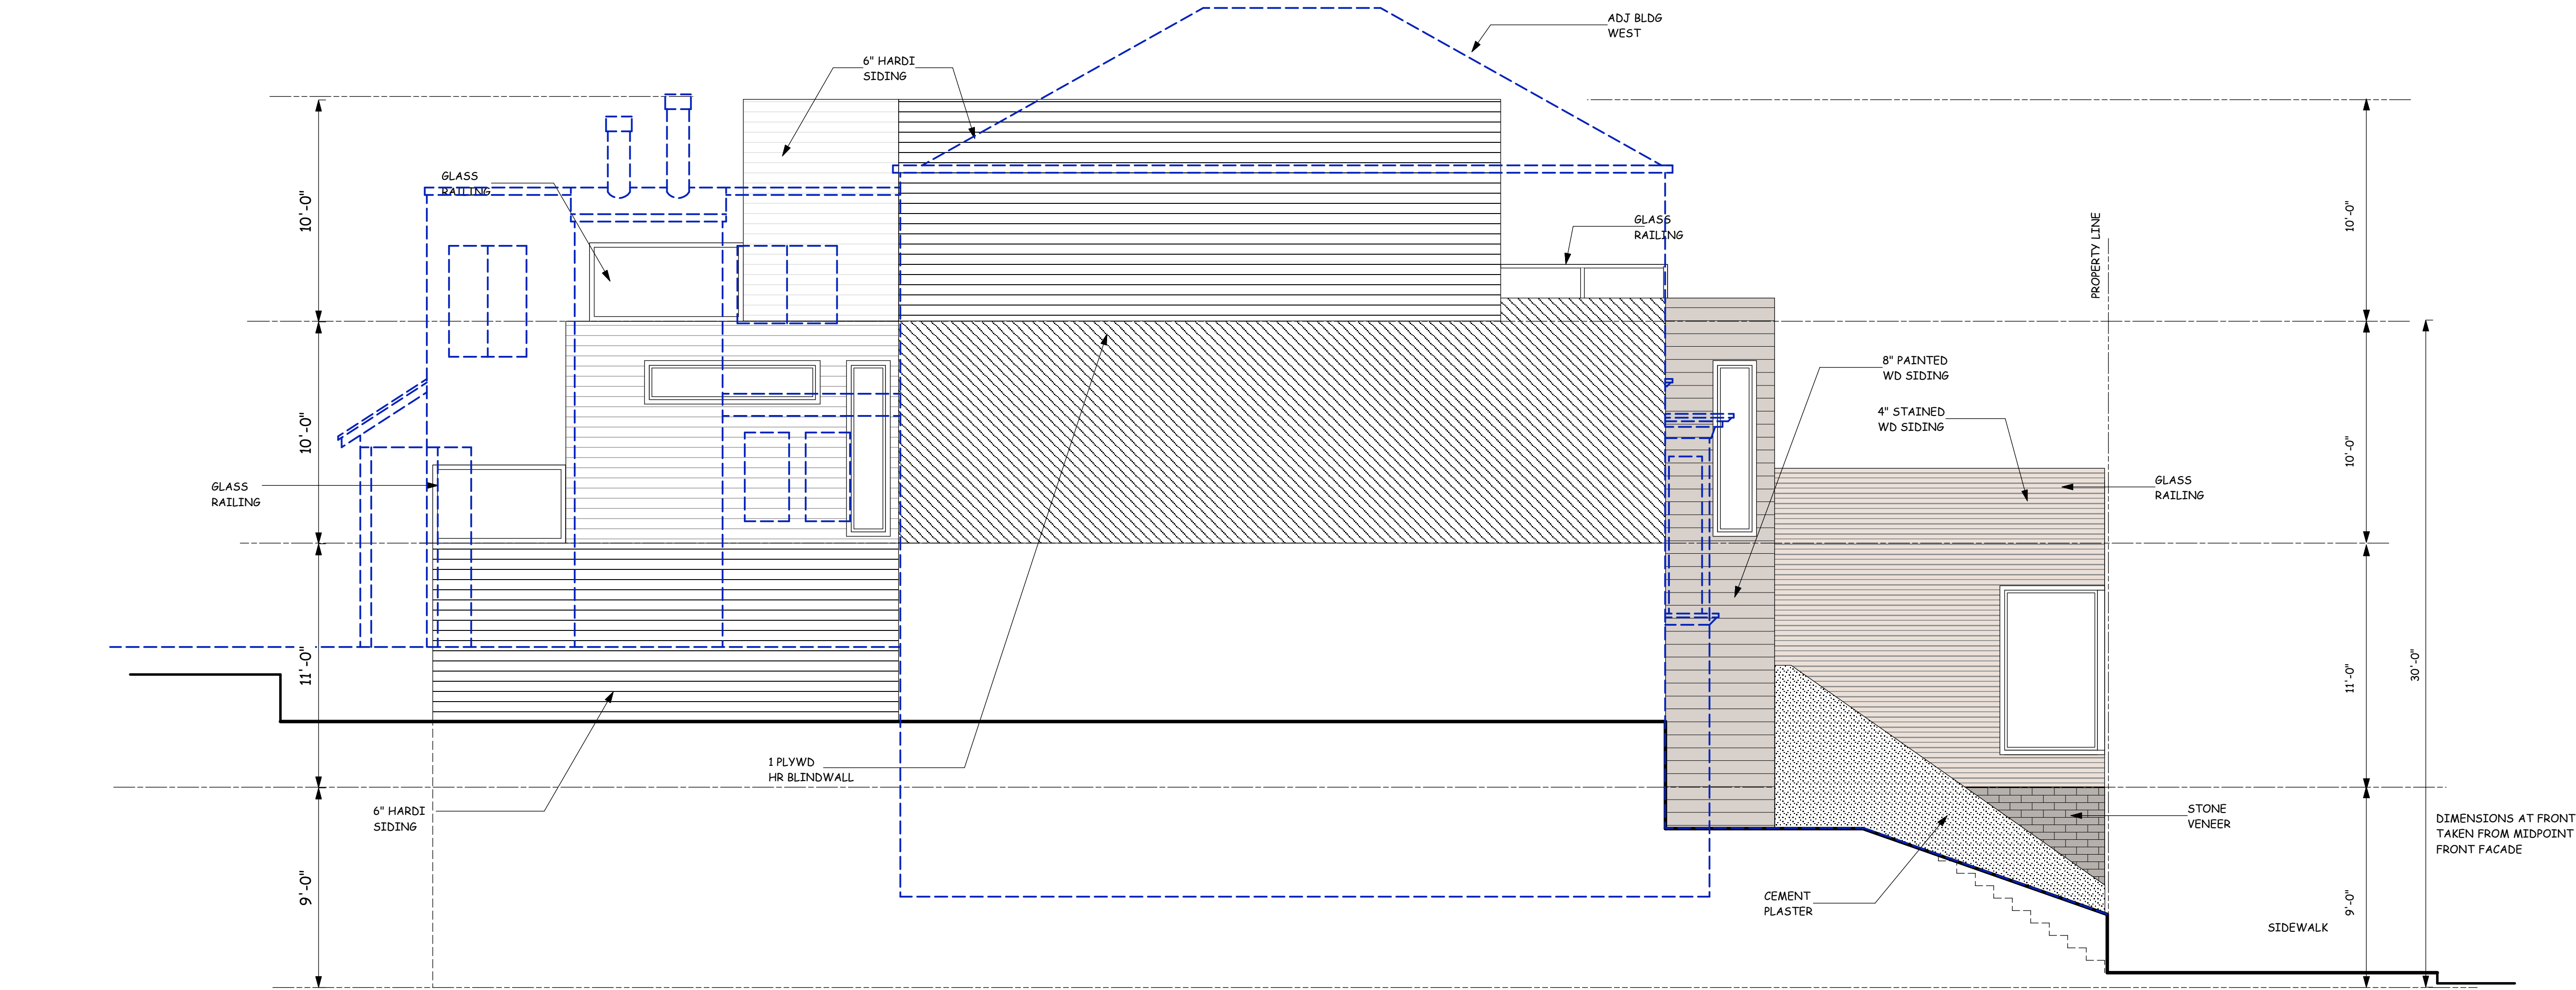 ADJ BLDG
WEST
6" HARDI
SIDING
GLASS
RAILING
10'-0"
10'-0"
GLASS
RAILING
PROPERTY LINE
8" PAINTED
WD SIDING
4" STAINED
WD SIDING
10'-0"
10'-0"
GLASS
RAILING
GLASS
RAILING
11'-0"
11'-0"
30'-0"
1 PLYWD
HR BLINDWALL
6" HARDI
SIDING
STONE
VENEER
DIMENSIONS AT FRONT
TAKEN FROM MIDPOINT
FRONT FACADE
9'-0"
CEMENT
PLASTER
9'-0"
SIDEWALK